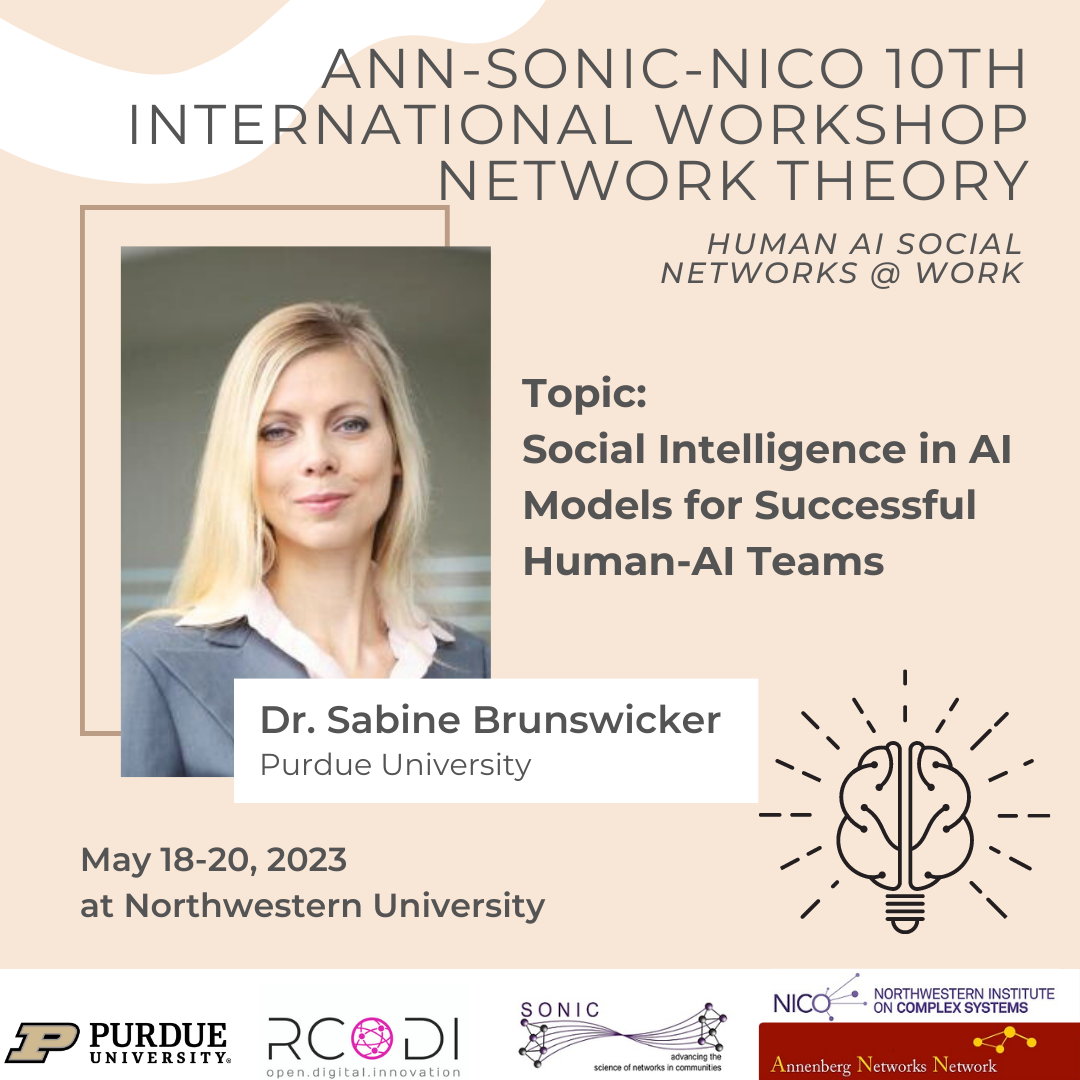 ANN-SONIC-NICO 10TH
INTERNATIONAL WORKSHOP
NETWORK THEORY
HUMAN AI SOCIAL
NETWORKS @ WORK
Topic:
Social Intelligence in AI
Models for Successful
Human-AI Teams
Dr. Sabine Brunswicker
Purdue University
May 18-20, 2023
at Northwestern University
P PURDUE
UNIVERSITY®
RCODI
open.digital.innovation
SONIC
advancing the
science of networks in communities
NICO NORTHWESTERN INSTITUTE
ON COMPLEX SYSTEMS
Annenberg Networks Network